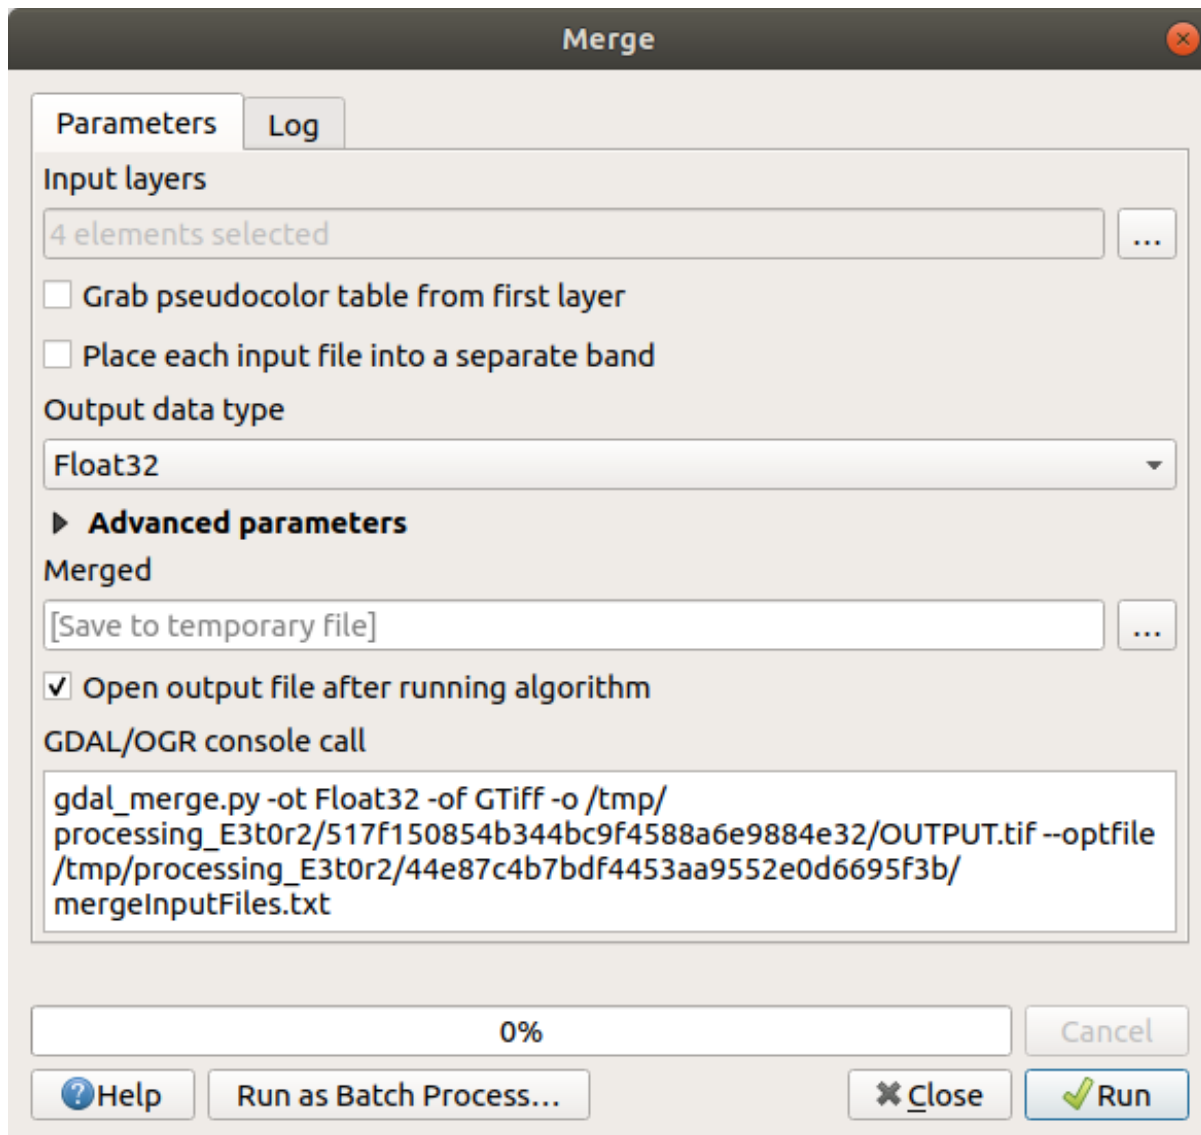 Merge
Parameters
Log
Input layers
4 elements selected
...
Grab pseudocolor table from first layer
Place each input file into a separate band
Output data type
Float32
Advanced parameters
Merged
[Save to temporary file]
...
Open output file after running algorithm
GDAL/OGR console call
gdal_merge.py -ot Float32 -of GTiff -o /tmp/
processing_E3t0r2/517f150854b344bc9f4588a6e9884e32/OUTPUT.tif --optfile
/tmp/processing_E3t0r2/44e87c4b7bdf4453aa9552e0d6695f3b/
mergeInputFiles.txt
0%
Cancel
Help
Run as Batch Process...
Close
Run